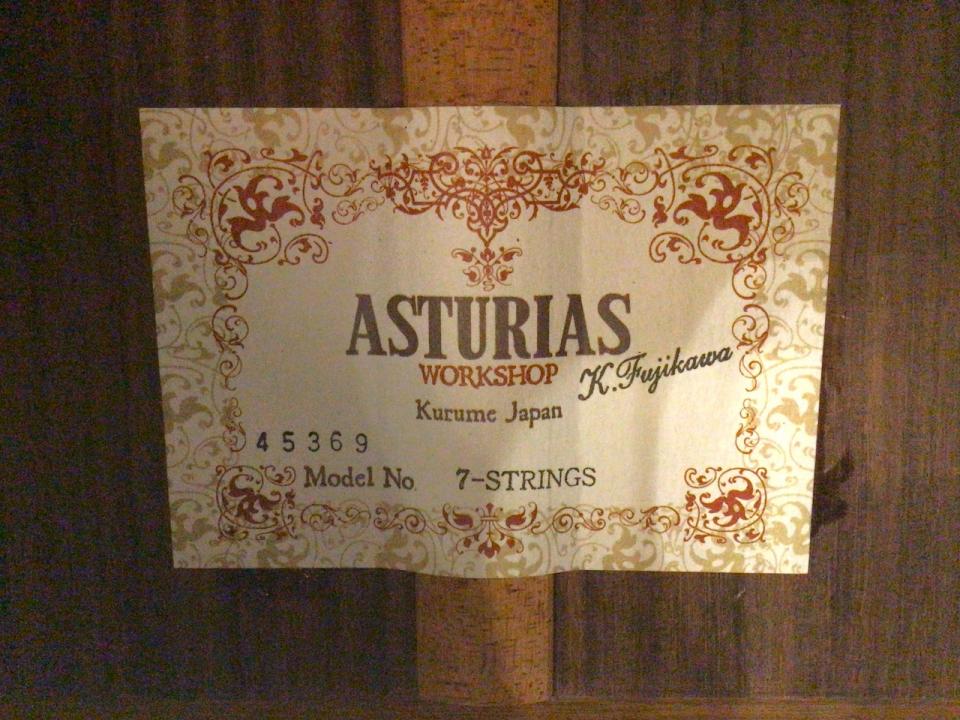 ASTURIAS
WORKSHOP
K. Fujikawa
Kurume Japan
45369
Model No. 7-STRINGS